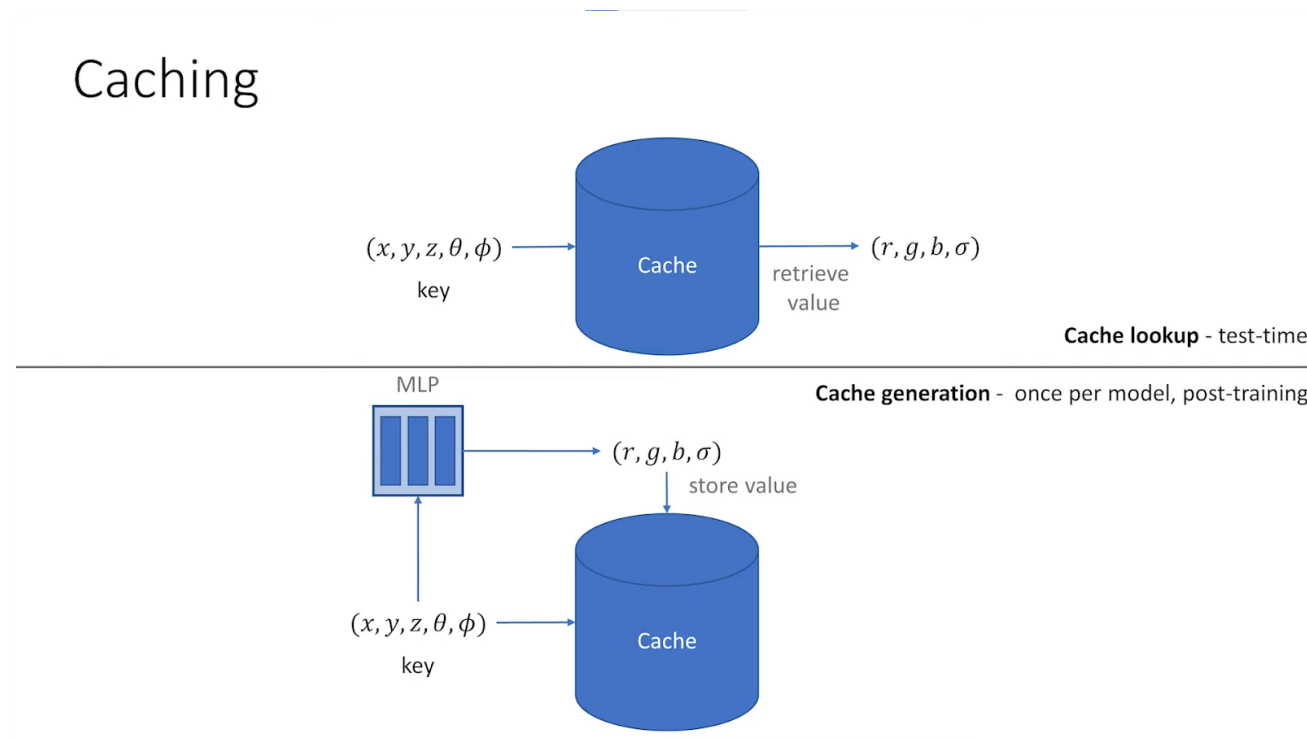 Caching
(x, y, z, θ, ϕ)
key
Cache
retrieve
value
(r, g, b, σ)
Cache lookup - test-time
MLP
Cache generation - once per model, post-training
(r, g, b, σ)
store value
(x, y, z, θ, ϕ)
key
Cache